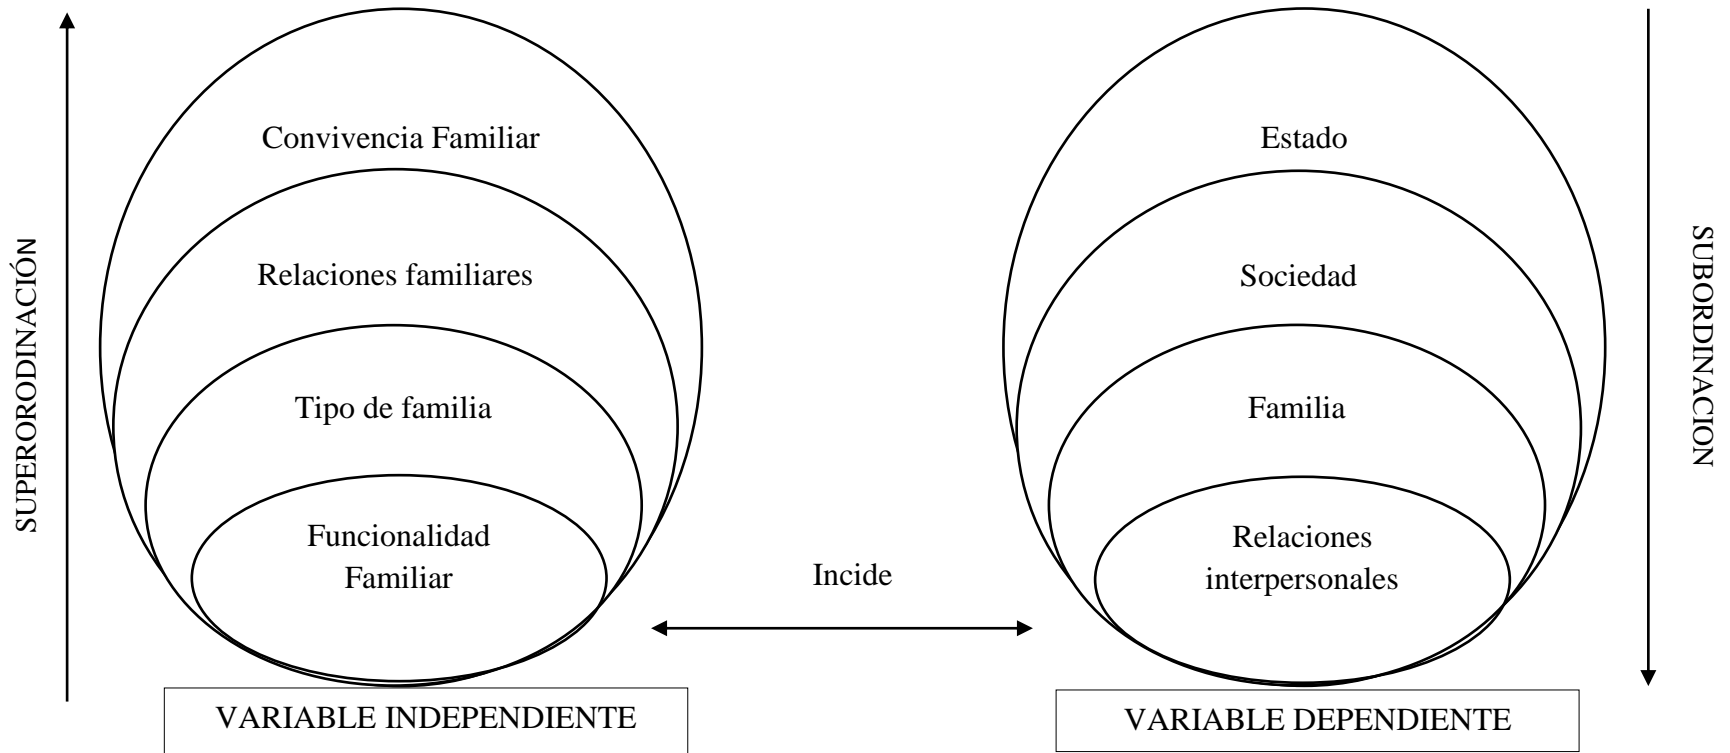 SUPERORODINACIÓN
Convivencia Familiar
Relaciones familiares
Tipo de familia
Funcionalidad
Familiar
VARIABLE INDEPENDIENTE
Incide
Estado
Sociedad
Familia
Relaciones
interpersonales
VARIABLE DEPENDIENTE
SUBORDINACION